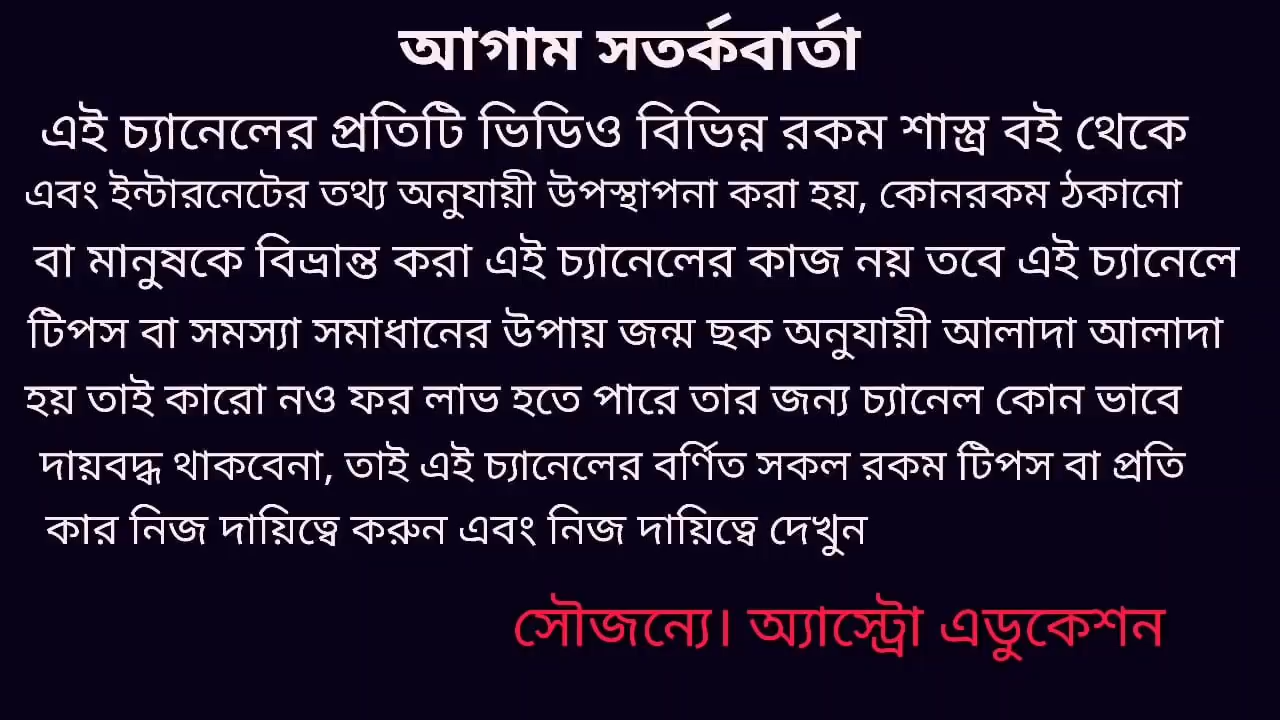 আগাম সতর্কবার্তা
এই চ্যানেলের প্রতিটি ভিডিও বিভিন্ন রকম শাস্ত্র বই থেকে
এবং ইন্টারনেটের তথ্য অনুযায়ী উপস্থাপনা করা হয়, কোনরকম ঠকানো
বা মানুষকে বিভ্রান্ত করা এই চ্যানেলের কাজ নয় তবে এই চ্যানেলে
টিপস বা সমস্যা সমাধানের উপায় জন্ম ছক অনুযায়ী আলাদা আলাদা
হয় তাই কারো নও ফর লাভ হতে পারে তার জন্য চ্যানেল কোন ভাবে
দায়বদ্ধ থাকবেনা, তাই এই চ্যানেলের বর্ণিত সকল রকম টিপস বা প্রতি
কার নিজ দায়িত্বে করুন এবং নিজ দায়িত্বে দেখুন
সৌজন্যে। অ্যাস্ট্রো এডুকেশন